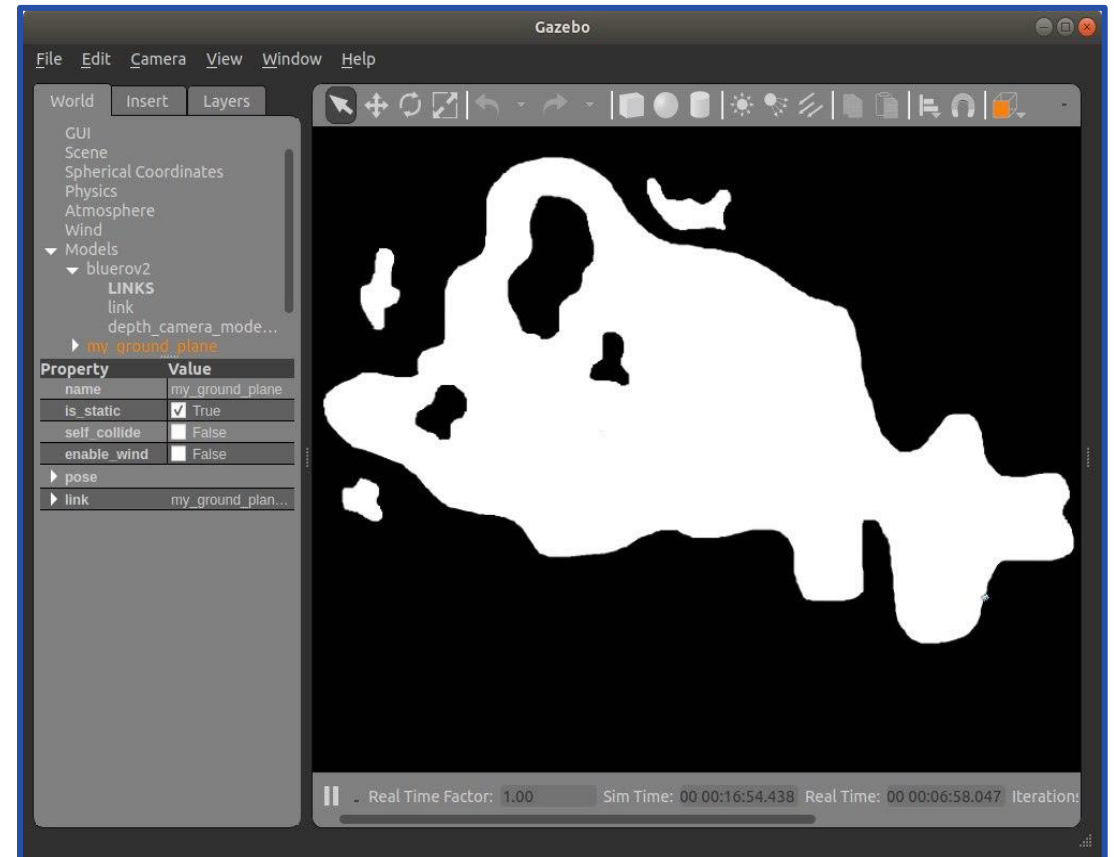 Gazebo
File Edit Camera View Window Help
World Insert Layers
GUI
Scene
Spherical Coordinates
Physics
Atmosphere
Wind
Models
bluerov2
LINKS
link
depth_camera_mode...
my_ground_plane
Property Value
name my_ground_plane
is_static True
self_collide False
enable_wind False
pose
link my_ground_plan...
Real Time Factor: 1.00 Sim Time: 00 00:16:54.438 Real Time: 00 00:06:58.047 Iterations: